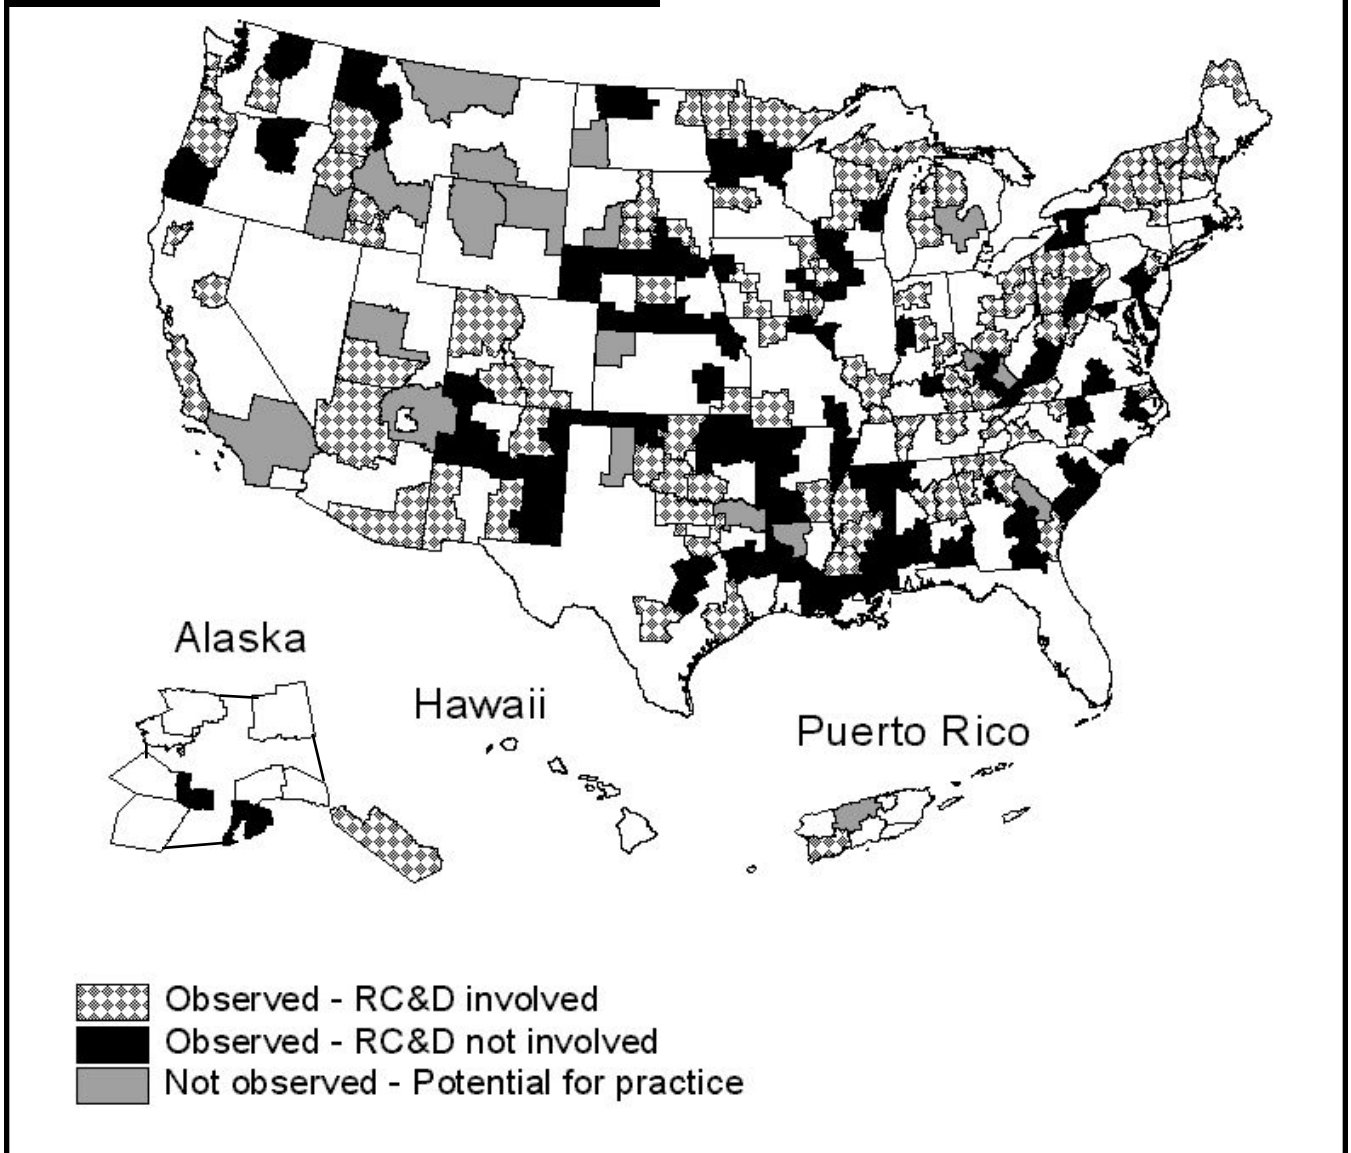 Alaska
Hawaii
Puerto Rico
Observed - RC&D involved
Observed - RC&D not involved
Not observed - Potential for practice